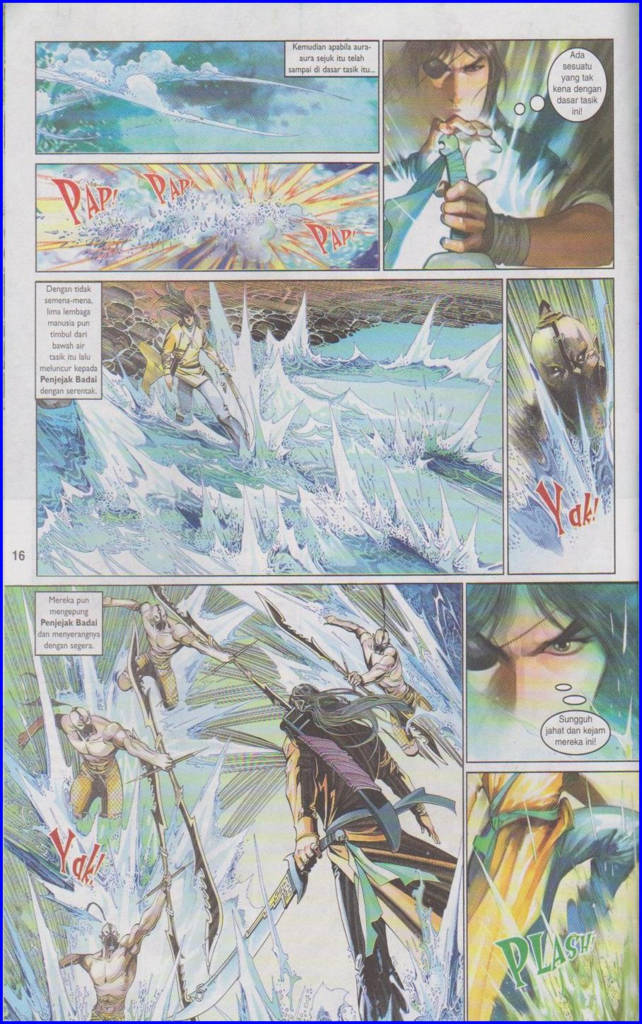 Kemudian apabila aura-
aura sejuk itu telah
sampai di dasar tasik itu...
Ada
sesuatu
yang tak
kena dengan
dasar tasik
ini!
PAP!
PAP!
PAP!
Dengan tidak
semena-mena,
lima lembaga
manusia pun
timbul dari
bawah air
tasik itu lalu
meluncur kepada
Penjejak Badai
dengan serentak.
Yak!
16
Mereka pun
mengepung
Penjejak Badai
dan menyerangnya
dengan segera.
Yak!
Sungguh
jahat dan kejam
mereka ini!
PLASH!